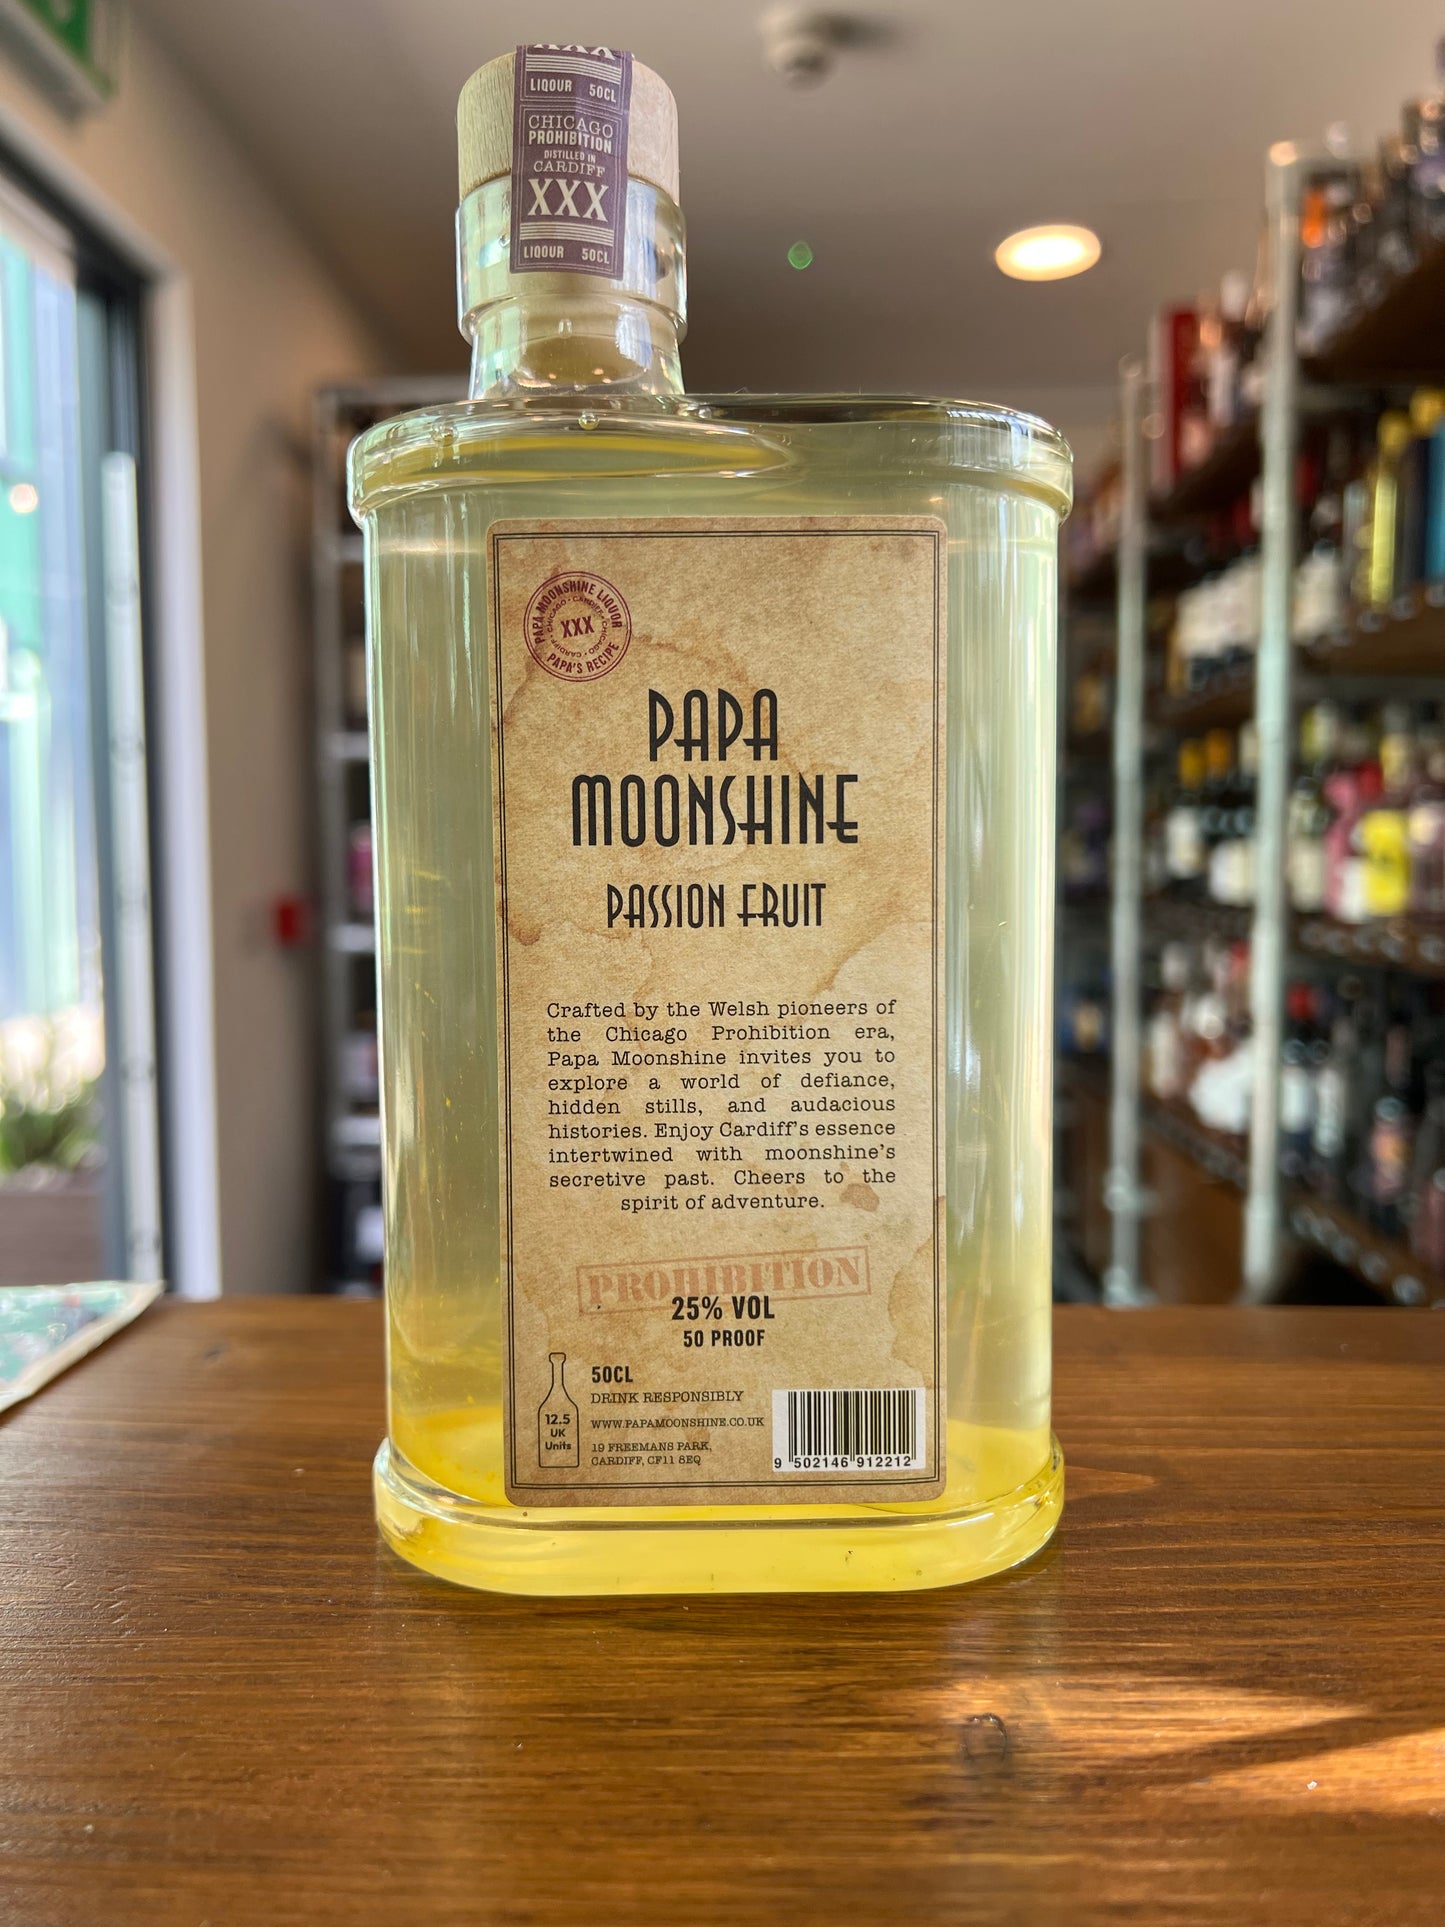 XXX
LIQOUR 50CL
CHICAGO
PROHIBITION
DISTILLED IN
CARDIFF
XXX
LIQOUR 50CL
PAPA MOONSHINE LIQUOR
CHICAGO • CARDIFF • CHICAGO • CARDIFF •
XXX
PAPA'S RECIPE
PAPA
MOONSHINE
PASSION FRUIT
Crafted by the Welsh pioneers of
the Chicago Prohibition era,
Papa Moonshine invites you to
explore a world of defiance,
hidden stills, and audacious
histories. Enjoy Cardiff's essence
intertwined with moonshine's
secretive past. Cheers to the
spirit of adventure.
PROHIBITION
25% VOL
50 PROOF
50CL
DRINK RESPONSIBLY
WWW.PAPAMOONSHINE.CO.UK
19 FREEMANS PARK,
CARDIFF, CF11 8EQ
12.5
UK
Units
9 502146 912212